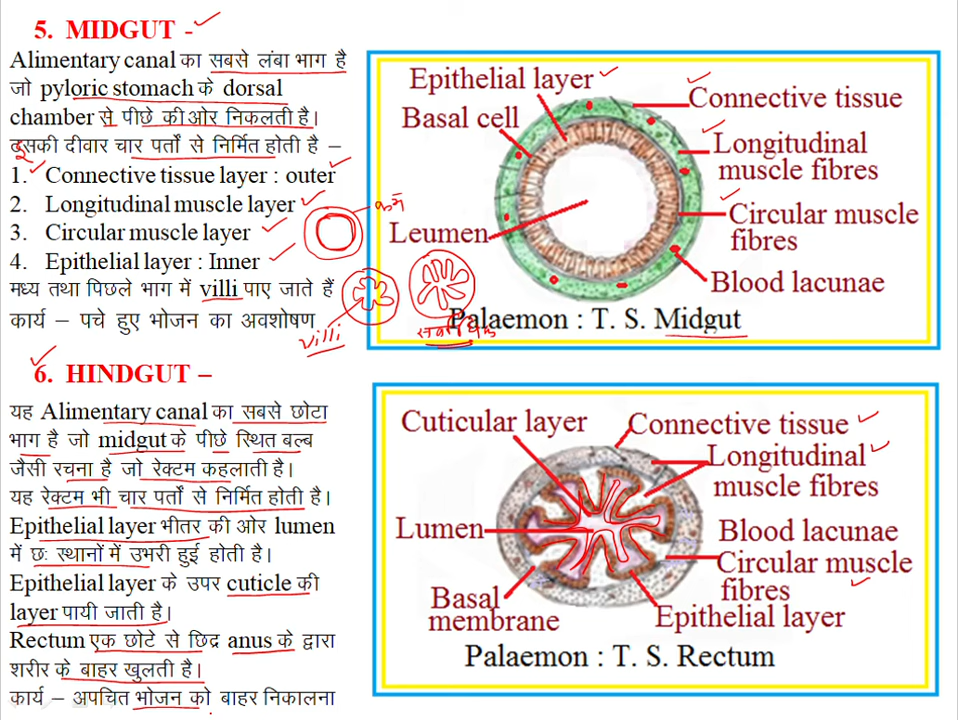 5. MIDGUT -
Alimentary canal का सबसे लंबा भाग है
जो pyloric stomach के dorsal
chamber से पीछे की ओर निकलती है।
इसकी दीवार चार पर्तों से निर्मित होती है –
1. Connective tissue layer : outer
2. Longitudinal muscle layer
3. Circular muscle layer
4. Epithelial layer : Inner
मध्य तथा पिछले भाग में villi पाए जाते हैं
कार्य – पचे हुए भोजन का अवशोषण
villi
Epithelial layer
Basal cell
Leumen
Connective tissue
Longitudinal
muscle fibres
Circular muscle
fibres
Blood lacunae
Palaemon : T. S. Midgut
6. HINDGUT –
यह Alimentary canal का सबसे छोटा
भाग है जो midgut के पीछे स्थित बल्ब
जैसी रचना है जो रेक्टम कहलाती है।
यह रेक्टम भी चार पर्तों से निर्मित होती है।
Epithelial layer भीतर की ओर lumen
में छः स्थानों में उभरी हुई होती है।
Epithelial layer के उपर cuticle की
layer पायी जाती है।
Rectum एक छोटे से छिद्र anus के द्वारा
शरीर के बाहर खुलती है।
कार्य – अपचित भोजन को बाहर निकालना
Cuticular layer
Lumen
Basal
membrane
Connective tissue
Longitudinal
muscle fibres
Blood lacunae
Circular muscle
fibres
Epithelial layer
Palaemon : T. S. Rectum